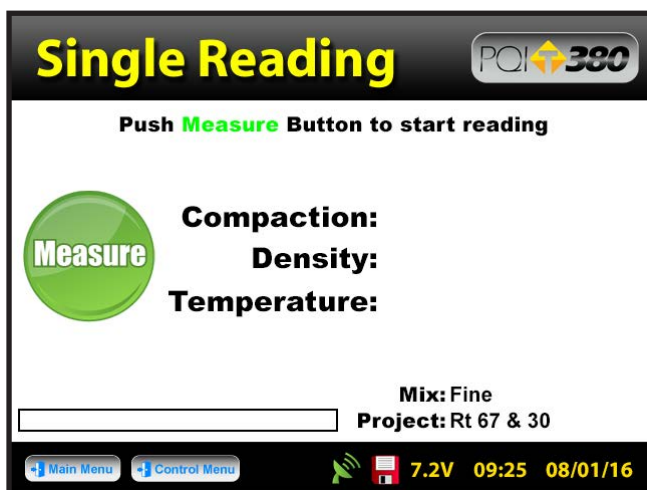 Single Reading PQI T 380
Push Measure Button to start reading
Compaction:
Measure
Density:
Temperature:
Mix: Fine
Project: Rt 67 & 30
Main Menu Control Menu 7.2V 09:25 08/01/16